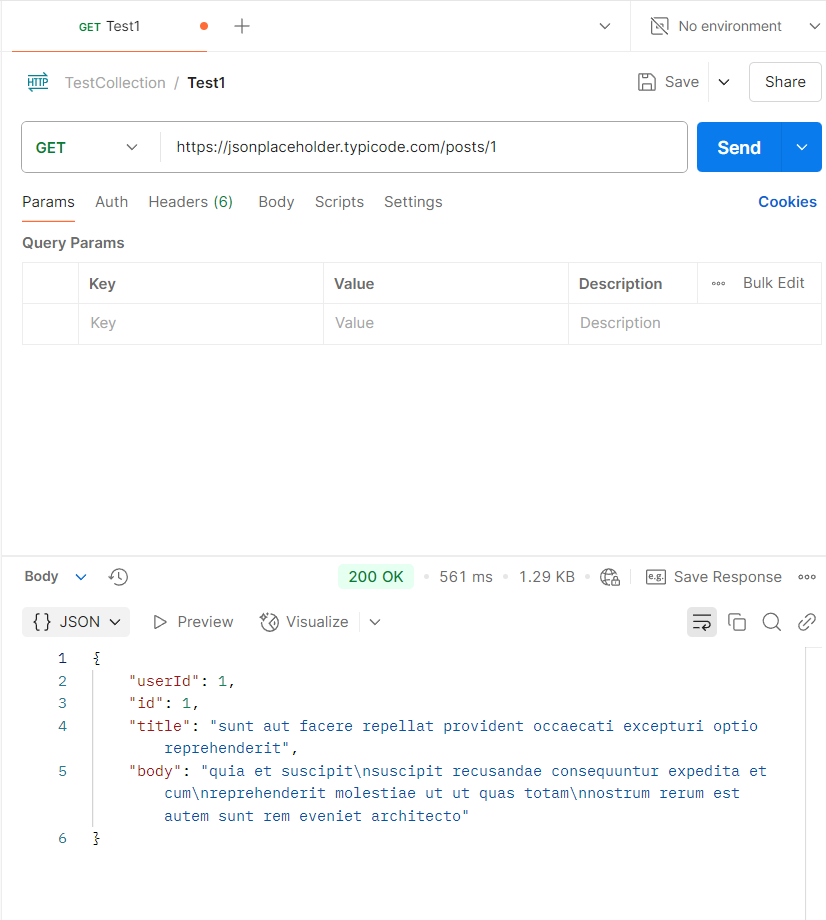 GET Test1
No environment
HTTP TestCollection / Test1 Save Share
GET https://jsonplaceholder.typicode.com/posts/1 Send
Params Auth Headers (6) Body Scripts Settings Cookies
Query Params
Key Value Description Bulk Edit
Key Value Description
Body 200 OK 561 ms 1.29 KB e.g. Save Response
{} JSON Preview Visualize
1 {
2 "userId": 1,
3 "id": 1,
4 "title": "sunt aut facere repellat provident occaecati excepturi optio
reprehenderit",
5 "body": "quia et suscipit\nsuscipit recusandae consequuntur expedita et
cum\nreprehenderit molestiae ut ut quas totam\nnostrum rerum est
autem sunt rem eveniet architecto"
6 }